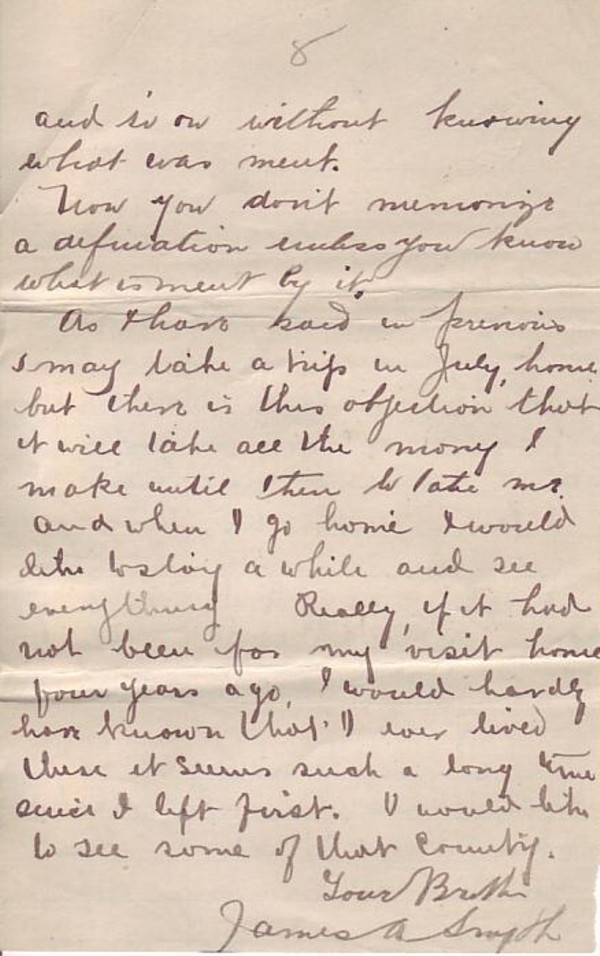 8
and so on without knowing
what was ment.
Now you don't memorize
a defination unless you know
what is ment by it.
As I have said in previous
I may take a trip in July, home
but there is this objection that
it will take all the mony I
make until then to take me.
and when I go home I would
like to stay a while and see
everything Really, if it had
not been for my visit home
four years ago, I would hardly
have known that I ever lived
there it seems such a long time
since I left first. I would like
to see some of that County.
Your Brother
James A Smyth